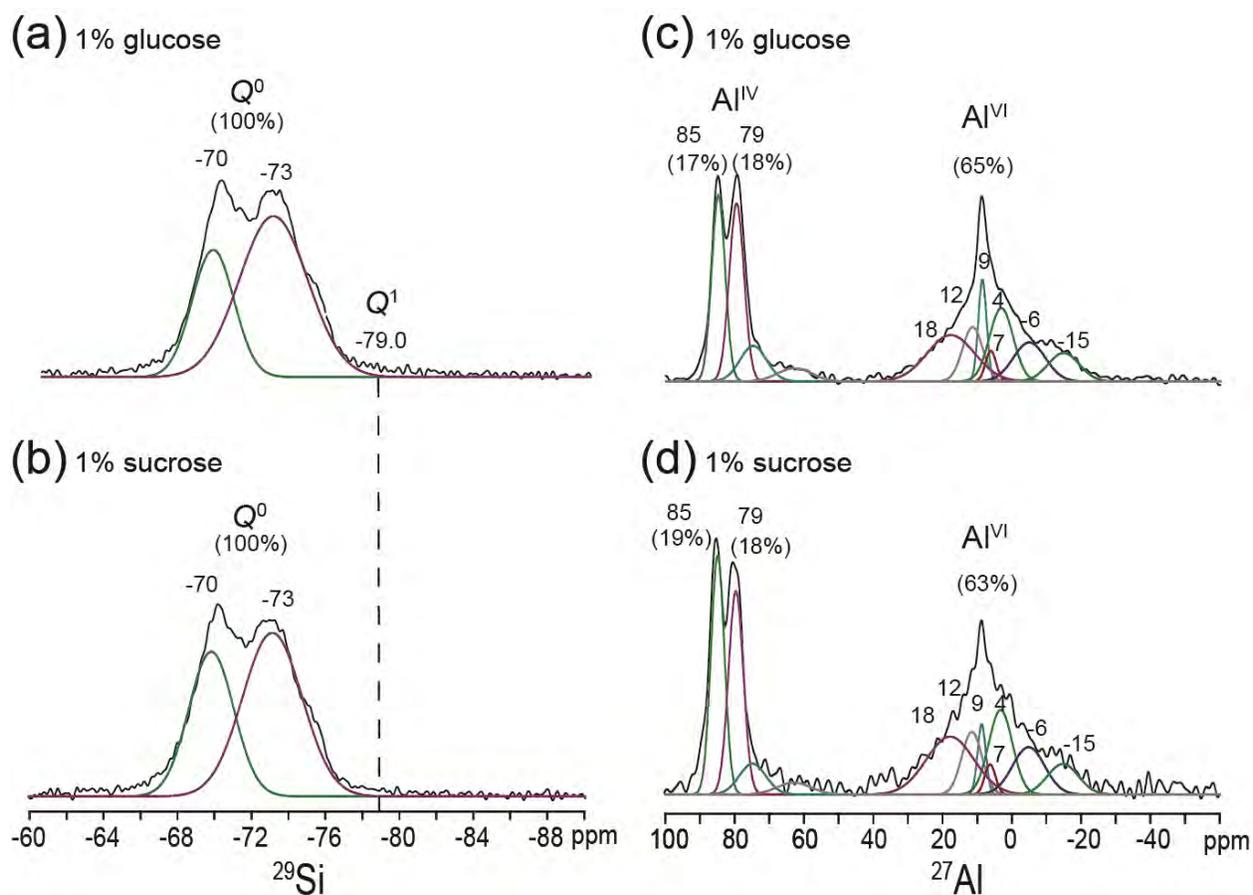 (a) 1% glucose
Q⁰
(100%)
-70
-73
Q¹
-79.0
(b) 1% sucrose
Q⁰
(100%)
-70
-73
-60 -64 -68 -72 -76 -80 -84 -88 ppm
²⁹Si
(c) 1% glucose
Alᴵⱽ
85 79
(17%) (18%)
Alⱽᴵ
(65%)
9
12 4
18 7 -6 -15
(d) 1% sucrose
85 79
(19%) (18%)
Alⱽᴵ
(63%)
12 9 4
18 7 -6 -15
100 80 60 40 20 0 -20 -40 ppm
²⁷Al